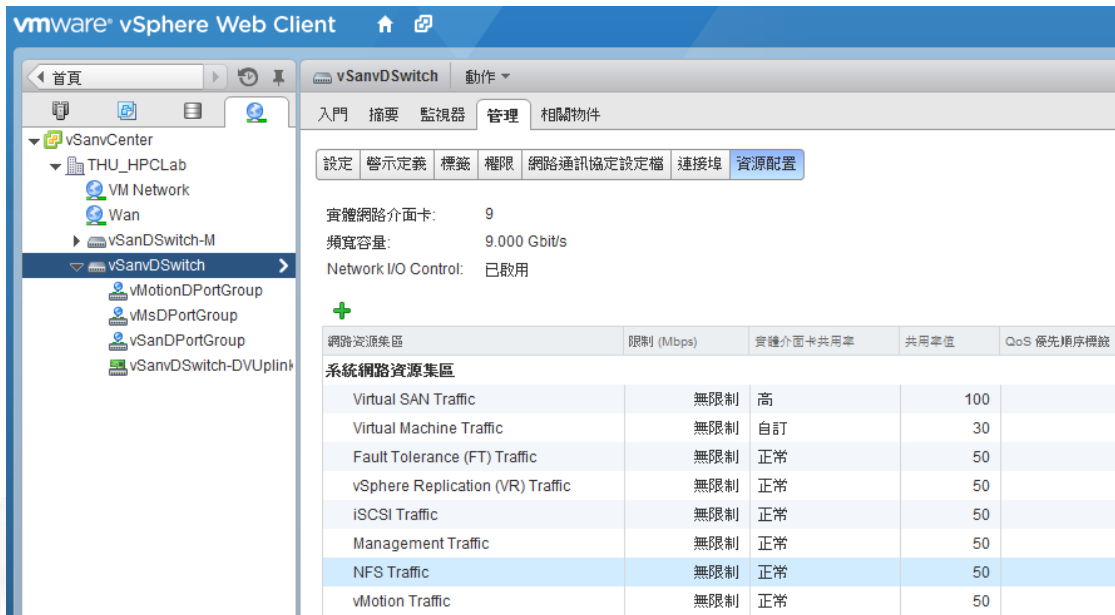 vmware® vSphere Web Client
首頁
vSanvCenter
THU_HPCLab
VM Network
Wan
vSanDSwitch-M
vSanvDSwitch
vMotionDPortGroup
vMsDPortGroup
vSanDPortGroup
vSanvDSwitch-DVUplink
vSanvDSwitch 動作
入門 摘要 監視器 管理 相關物件
設定 警示定義 標籤 權限 網路通訊協定設定檔 連接埠 資源配置
實體網路介面卡: 9
頻寬容量: 9.000 Gbit/s
Network I/O Control: 已啟用
網路資源集區 限制 (Mbps) 實體介面卡共用率 共用率值 QoS 優先順序標籤
系統網路資源集區
Virtual SAN Traffic 無限制 高 100
Virtual Machine Traffic 無限制 自訂 30
Fault Tolerance (FT) Traffic 無限制 正常 50
vSphere Replication (VR) Traffic 無限制 正常 50
iSCSI Traffic 無限制 正常 50
Management Traffic 無限制 正常 50
NFS Traffic 無限制 正常 50
vMotion Traffic 無限制 正常 50